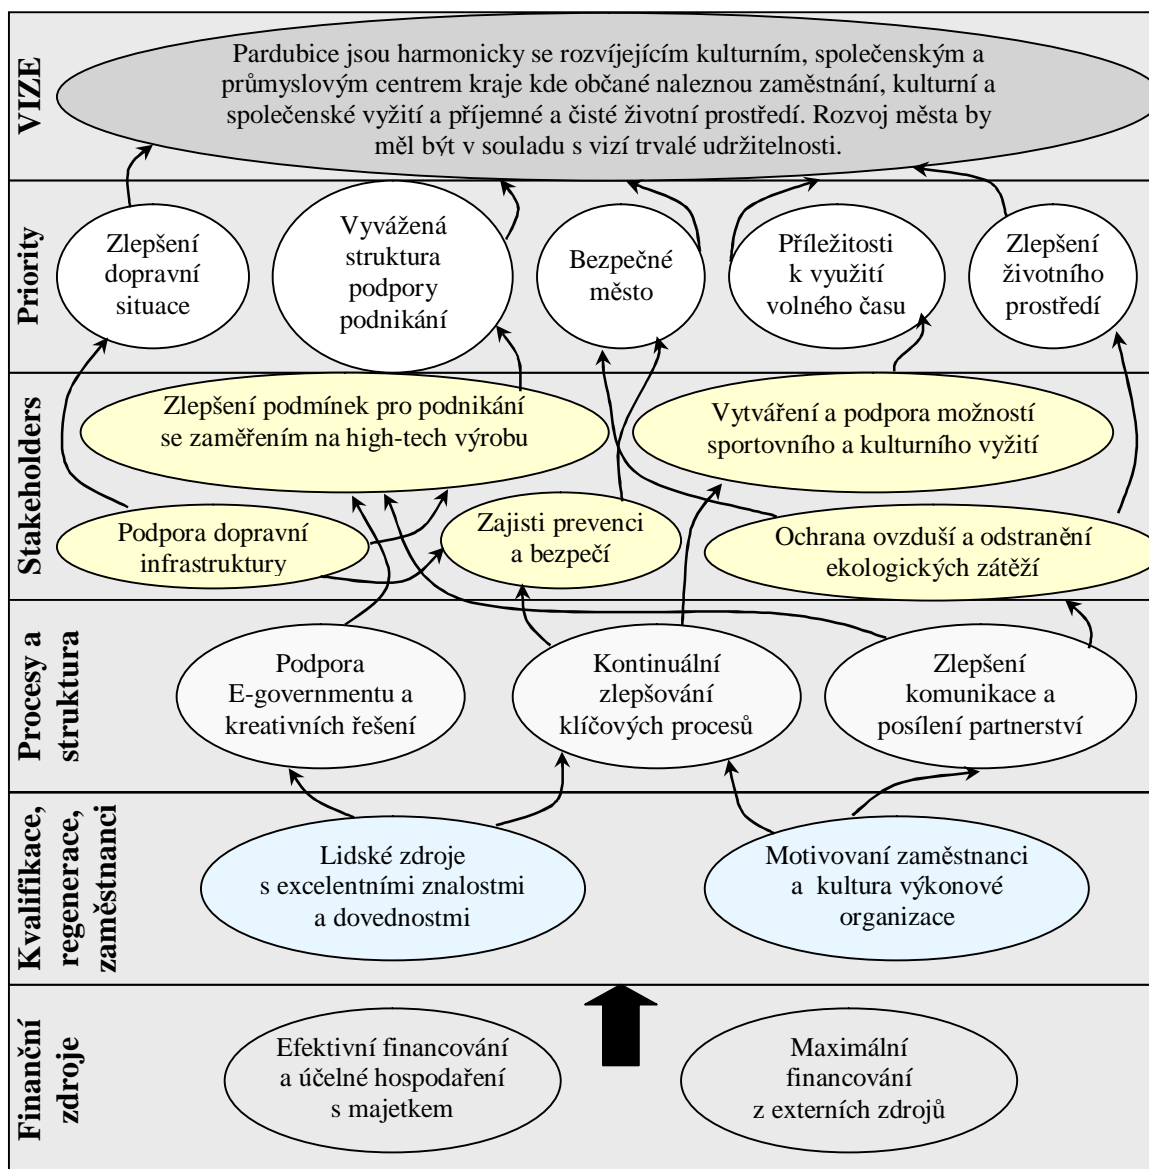 VIZE
Pardubice jsou harmonicky se rozvíjejícím kulturním, společenským a
průmyslovým centrem kraje kde občané naleznou zaměstnání, kulturní a
společenské vyžití a příjemné a čisté životní prostředí. Rozvoj města by
měl být v souladu s vizí trvalé udržitelnosti.
Priority
Zlepšení
dopravní
situace
Vyvážená
struktura
podpory
podnikání
Bezpečné
město
Příležitosti
k využití
volného času
Zlepšení
životního
prostředí
Stakeholders
Zlepšení podmínek pro podnikání
se zaměřením na high-tech výrobu
Vytváření a podpora možností
sportovního a kulturního vyžití
Podpora dopravní
infrastruktury
Zajisti prevenci
a bezpečí
Ochrana ovzduší a odstranění
ekologických zátěží
Procesy a
struktura
Podpora
E-governmentu a
kreativních řešení
Kontinuální
zlepšování
klíčových procesů
Zlepšení
komunikace a
posílení partnerství
Kvalifikace,
regenerace,
zaměstnanci
Lidské zdroje
s excelentními znalostmi
a dovednostmi
Motivovaní zaměstnanci
a kultura výkonové
organizace
Finanční
zdroje
Efektivní financování
a účelné hospodaření
s majetkem
Maximální
financování
z externích zdrojů